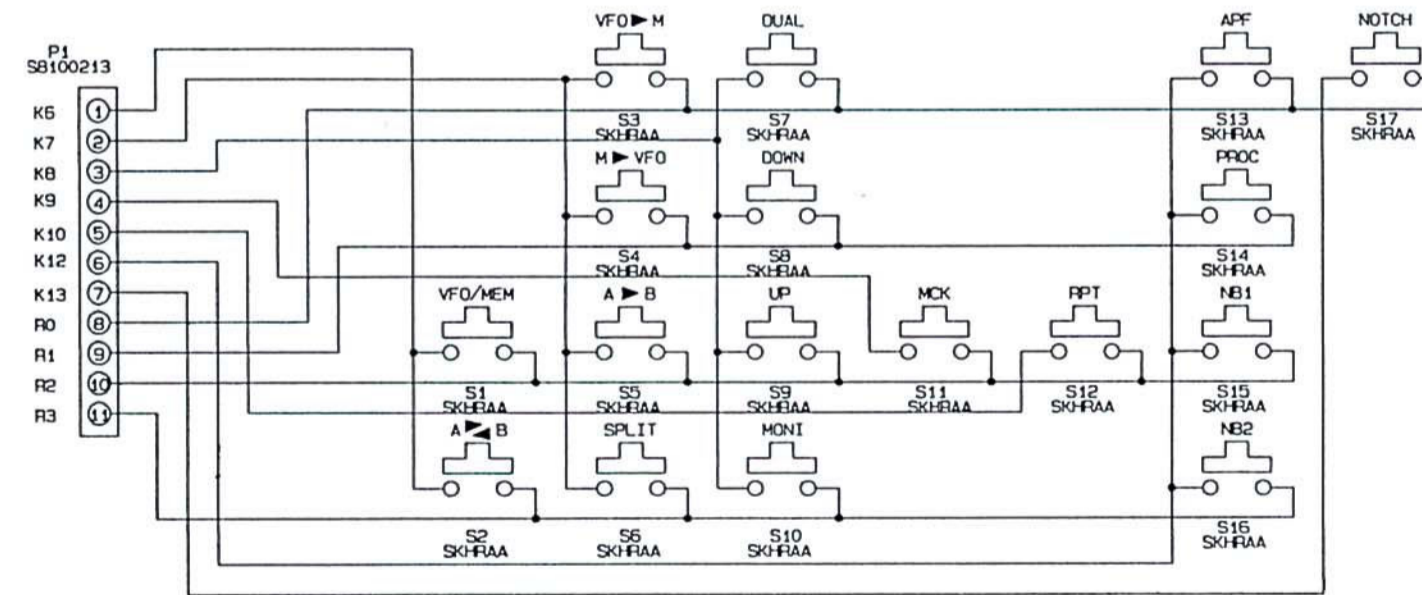 P1
S8100213
K6 1
K7 2
K8 3
K9 4
K10 5
K12 6
K13 7
R0 8
R1 9
R2 10
R3 11
VFO►M
S3
SKHRAA
DUAL
S7
SKHRAA
APF
S13
SKHRAA
NOTCH
S17
SKHRAA
M►VFO
S4
SKHRAA
DOWN
S8
SKHRAA
PROC
S14
SKHRAA
VFO/MEM
S1
SKHRAA
A ► B
S5
SKHRAA
UP
S9
SKHRAA
MCK
S11
SKHRAA
RPT
S12
SKHRAA
NB1
S15
SKHRAA
A ►◄ B
S2
SKHRAA
SPLIT
S6
SKHRAA
MONI
S10
SKHRAA
NB2
S16
SKHRAA